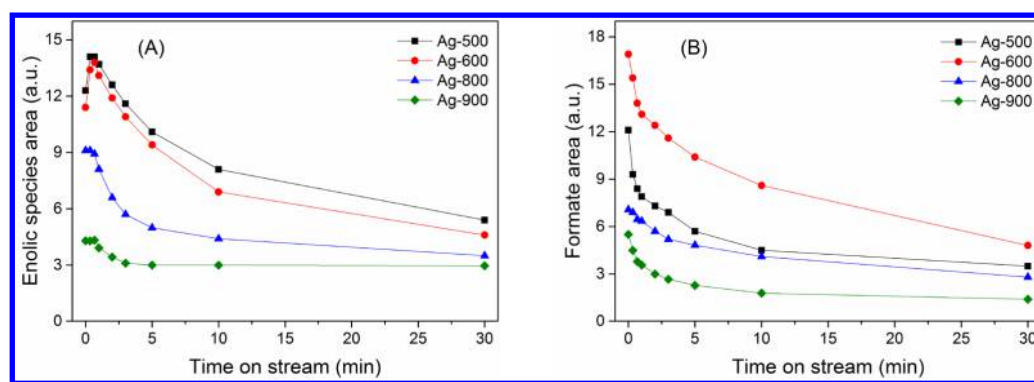 (A)
Ag-500
Ag-600
Ag-800
Ag-900
Enolic species area (a.u.)
15
12
9
6
3
0
0 5 10 15 20 25 30
Time on stream (min)
(B)
Ag-500
Ag-600
Ag-800
Ag-900
Formate area (a.u.)
18
15
12
9
6
3
0
0 5 10 15 20 25 30
Time on stream (min)